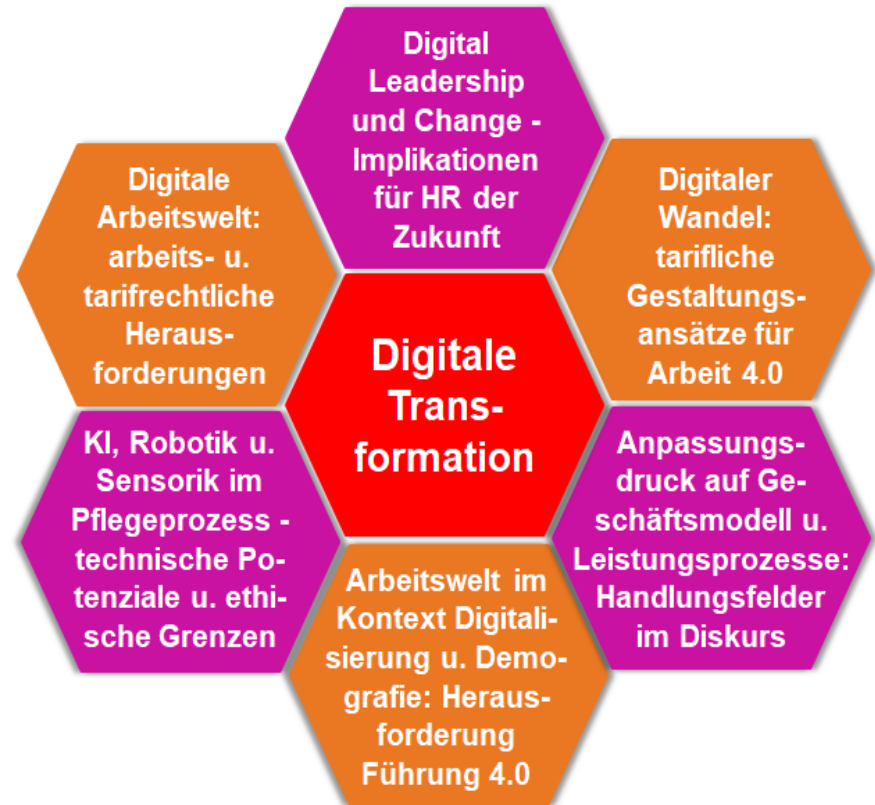 Digital
Leadership
und Change -
Implikationen
für HR der
Zukunft
Digitale
Arbeitswelt:
arbeits- u.
tarifrechtliche
Heraus-
forderungen
Digitaler
Wandel:
tarifliche
Gestaltungs-
ansätze für
Arbeit 4.0
Digitale
Trans-
formation
KI, Robotik u.
Sensorik im
Pflegeprozess -
technische Po-
tenziale u. ethi-
sche Grenzen
Anpassungs-
druck auf Ge-
schäftsmodell u.
Leistungsprozesse:
Handlungsfelder
im Diskurs
Arbeitswelt im
Kontext Digitali-
sierung u. Demo-
grafie: Heraus-
forderung
Führung 4.0